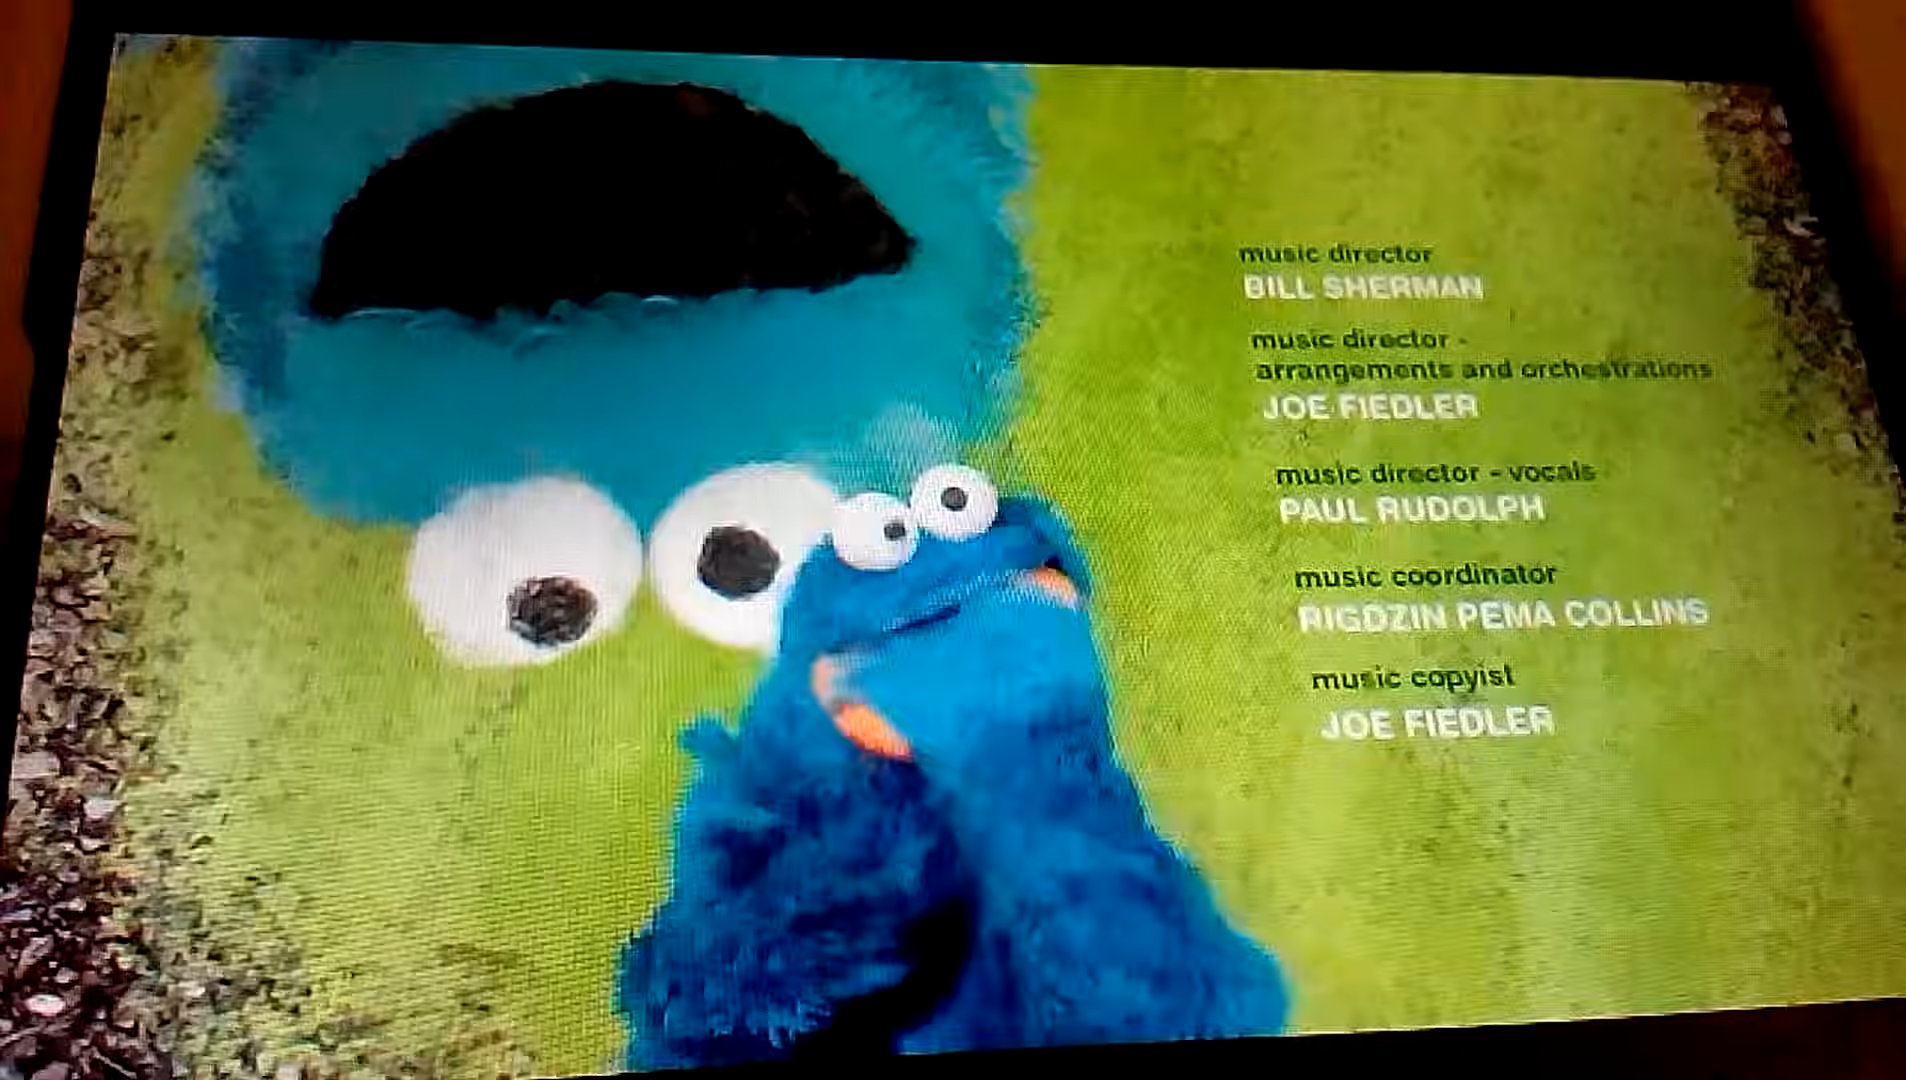 music director
BILL SHERMAN
music director -
arrangements and orchestrations
JOE FIEDLER
music director - vocals
PAUL RUDOLPH
music coordinator
RIGDZIN PEMA COLLINS
music copyist
JOE FIEDLER